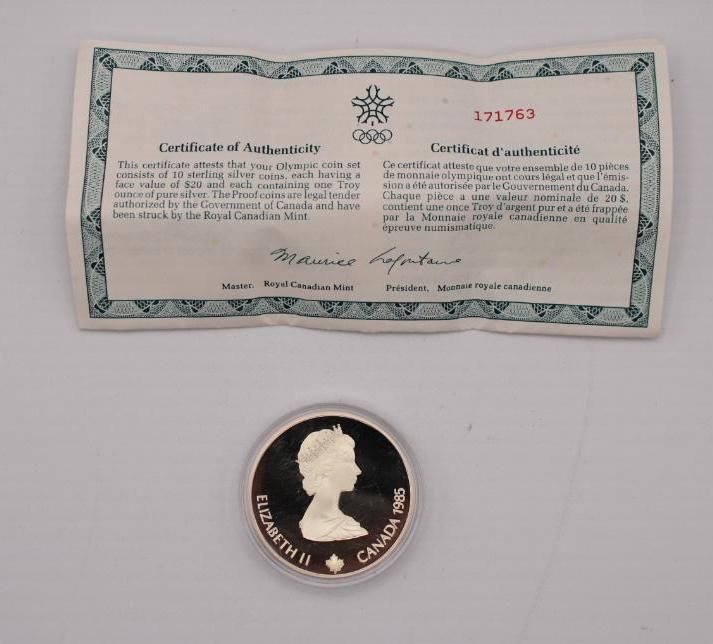 171763
Certificate of Authenticity
This certificate attests that your Olympic coin set
consists of 10 sterling silver coins, each having a
face value of $20 and each containing one Troy
ounce of pure silver. The Proof coins are legal tender
authorized by the Government of Canada and have
been struck by the Royal Canadian Mint.
Certificat d'authenticité
Ce certificat atteste que votre ensemble de 10 pièces
de monnaie olympique ont cours légal et que l'émis-
sion a été autorisée par le Gouvernement du Canada.
Chaque pièce a une valeur nominale de 20 $,
contient une once Troy d'argent pur et a été frappée
par la Monnaie royale canadienne en qualité
épreuve numismatique.
Maurice Lafontaine
Master, Royal Canadian Mint
Président, Monnaie royale canadienne
ELIZABETH II
CANADA 1985